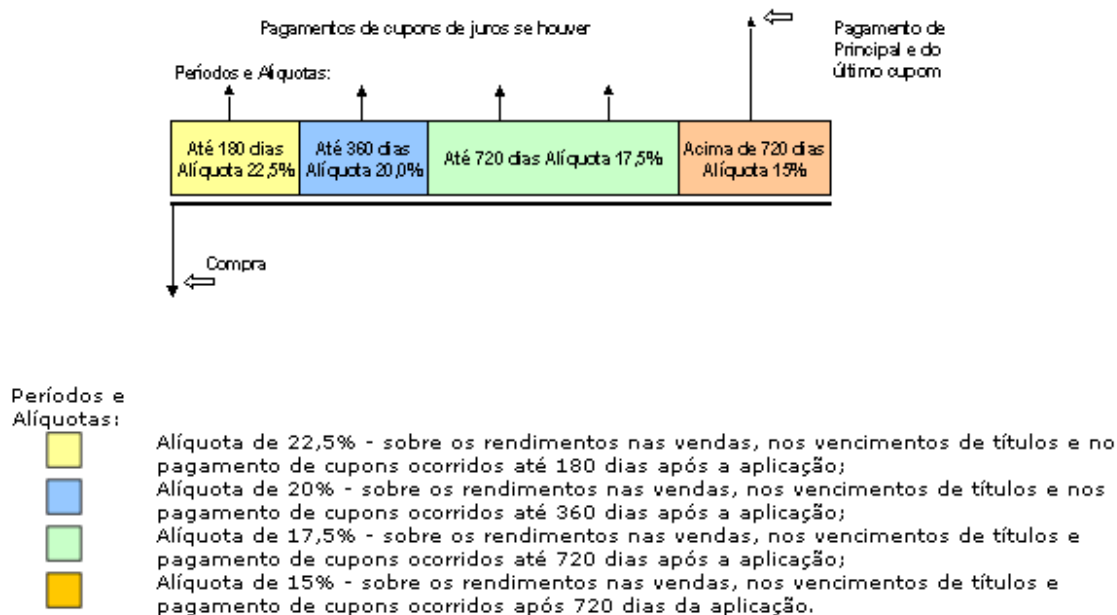 Pagamentos de cupons de juros se houver
Pagamento de
Principal e do
último cupom
Períodos e Alíquotas:
Até 180 dias
Alíquota 22,5%
Até 360 dias
Alíquota 20,0%
Até 720 dias Alíquota 17,5%
Acima de 720 dias
Alíquota 15%
Compra
Períodos e
Alíquotas:
Alíquota de 22,5% - sobre os rendimentos nas vendas, nos vencimentos de títulos e no
pagamento de cupons ocorridos até 180 dias após a aplicação;
Alíquota de 20% - sobre os rendimentos nas vendas, nos vencimentos de títulos e nos
pagamento de cupons ocorridos até 360 dias após a aplicação;
Alíquota de 17,5% - sobre os rendimentos nas vendas, nos vencimentos de títulos e
pagamento de cupons ocorridos até 720 dias após a aplicação;
Alíquota de 15% - sobre os rendimentos nas vendas, nos vencimentos de títulos e
pagamento de cupons ocorridos após 720 dias da aplicação.